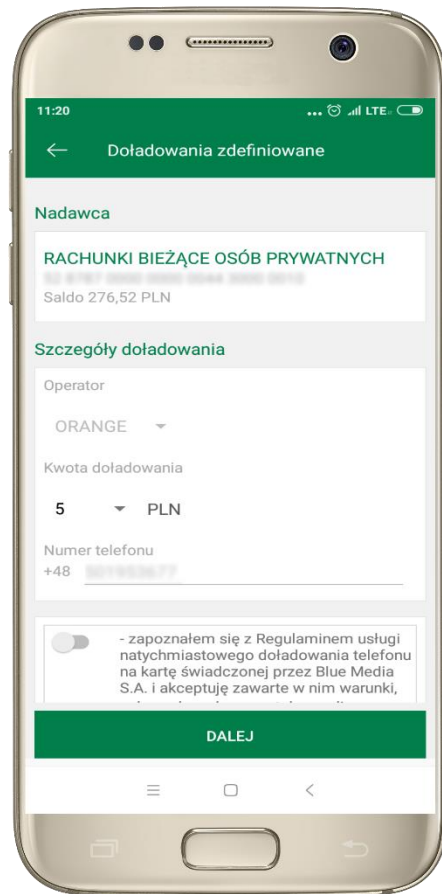 11:20
... LTE
Doładowania zdefiniowane
Nadawca
RACHUNKI BIEŻĄCE OSÓB PRYWATNYCH
Saldo 276,52 PLN
Szczegóły doładowania
Operator
ORANGE
Kwota doładowania
5 PLN
Numer telefonu
+48
- zapoznałem się z Regulaminem usługi
natychmiastowego doładowania telefonu
na kartę świadczonej przez Blue Media
S.A. i akceptuję zawarte w nim warunki,
DALEJ